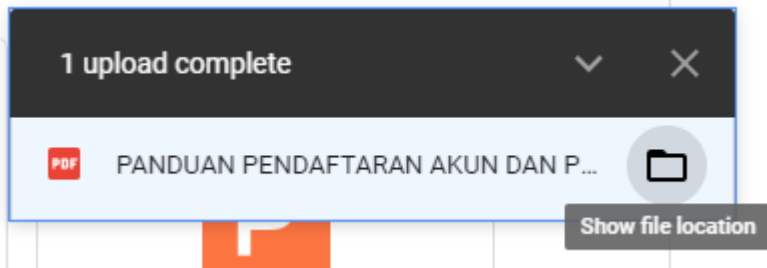 1 upload complete
PDF PANDUAN PENDAFTARAN AKUN DAN P...
Show file location
P